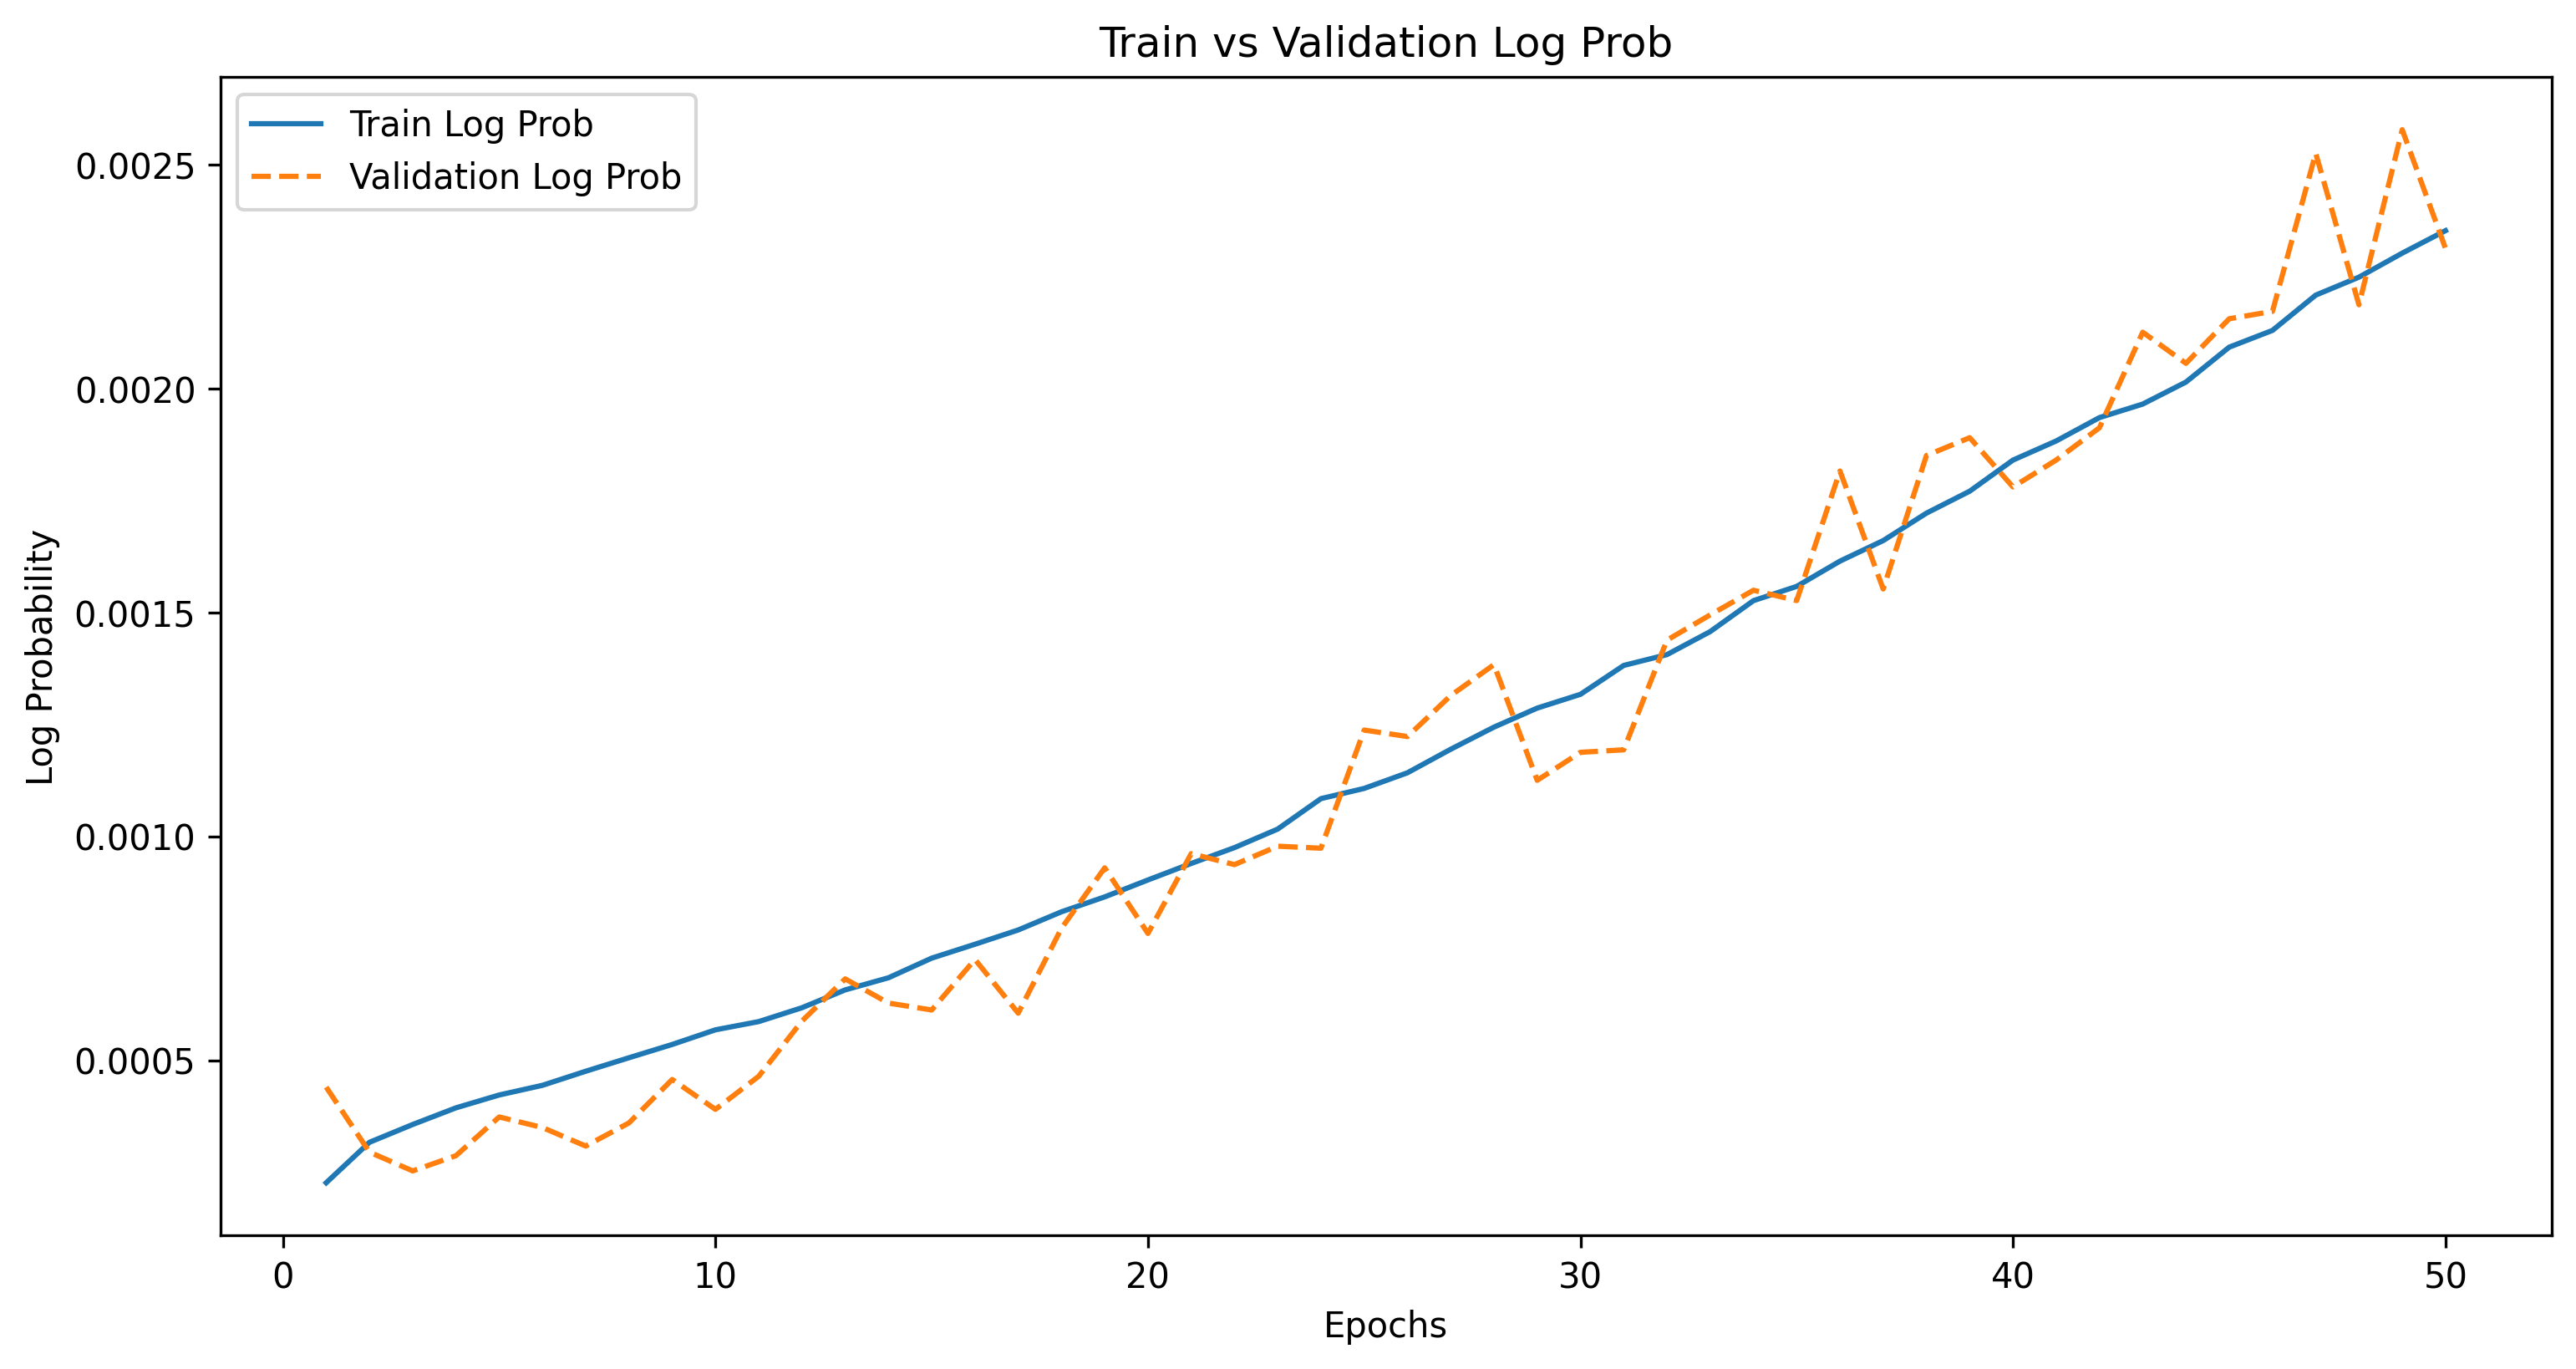 Train vs Validation Log Prob
Train Log Prob
Validation Log Prob
0.0025
0.0020
0.0015
0.0010
0.0005
Log Probability
0 10 20 30 40 50
Epochs